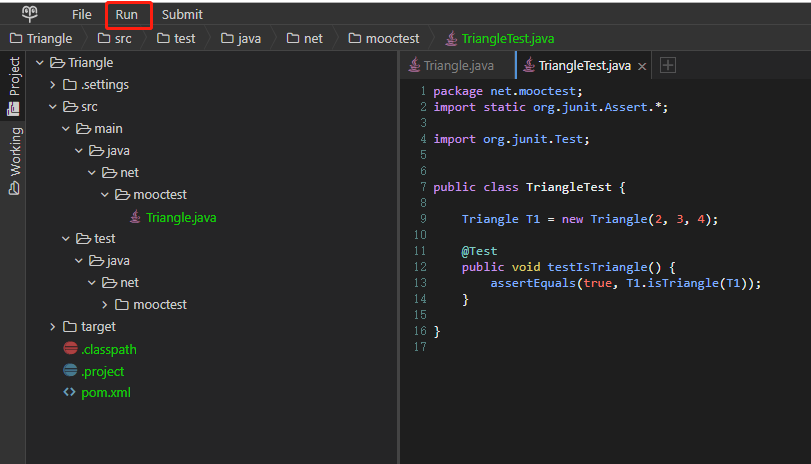 File Run Submit
Triangle src test java net mooctest TriangleTest.java
Project
Working
Triangle
.settings
src
main
java
net
mooctest
Triangle.java
test
java
net
mooctest
target
.classpath
.project
pom.xml
Triangle.java TriangleTest.java
1 package net.mooctest;
2 import static org.junit.Assert.*;
3
4 import org.junit.Test;
5
6
7 public class TriangleTest {
8
9 Triangle T1 = new Triangle(2, 3, 4);
10
11 @Test
12 public void testIsTriangle() {
13 assertEquals(true, T1.isTriangle(T1));
14 }
15
16 }
17